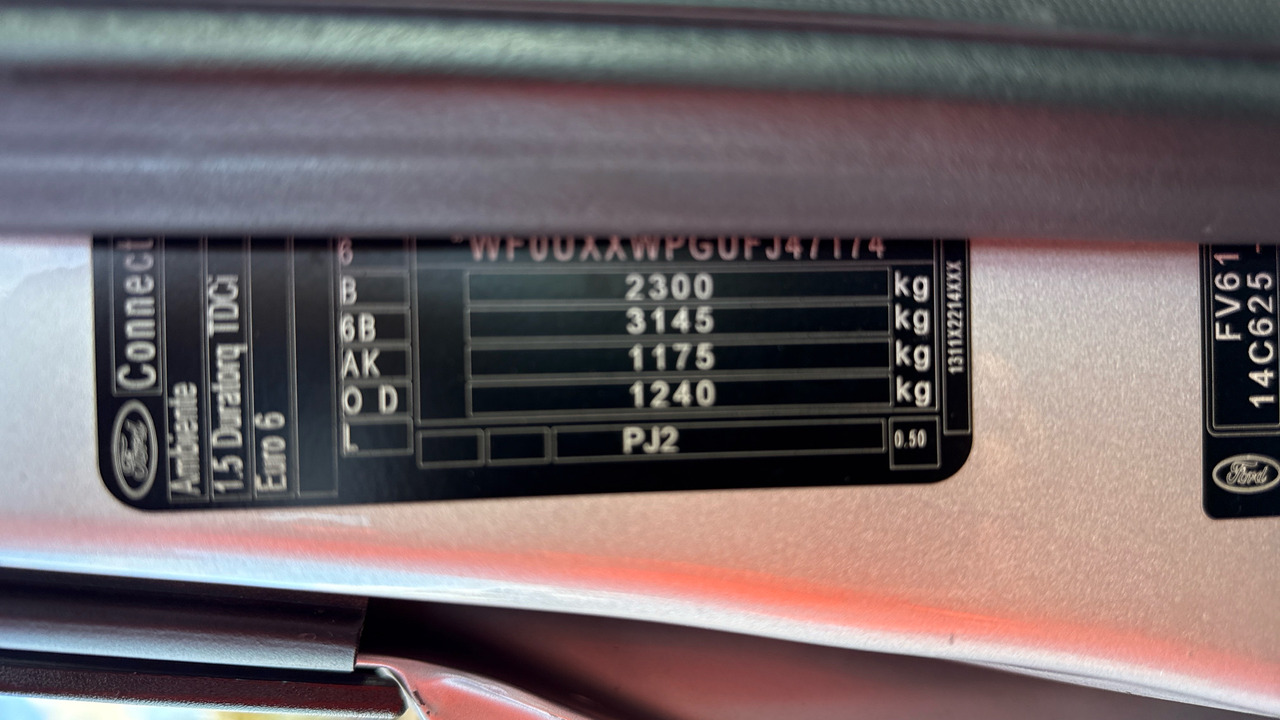 Connect
Ambiente
1.5 Duratorq TDCi
Euro 6
6
B
6B
AK
O D
L
2300 kg
3145 kg
1175 kg
1240 kg
PJ2
0.50
1311X2214XXX
FV61
14C625
Ford
Ford